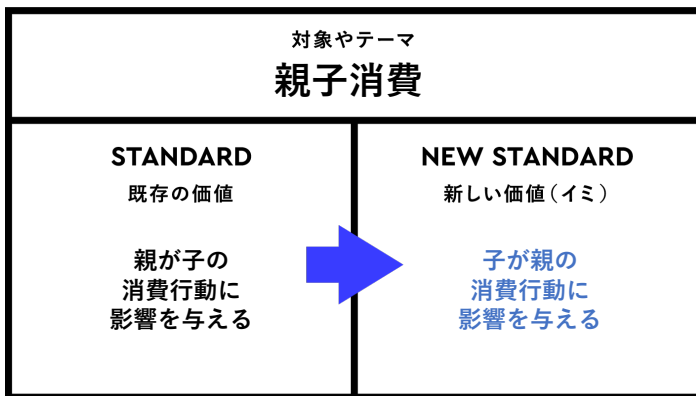 対象やテーマ
親子消費
STANDARD
既存の価値
親が子の
消費行動に
影響を与える
NEW STANDARD
新しい価値(イミ)
子が親の
消費行動に
影響を与える